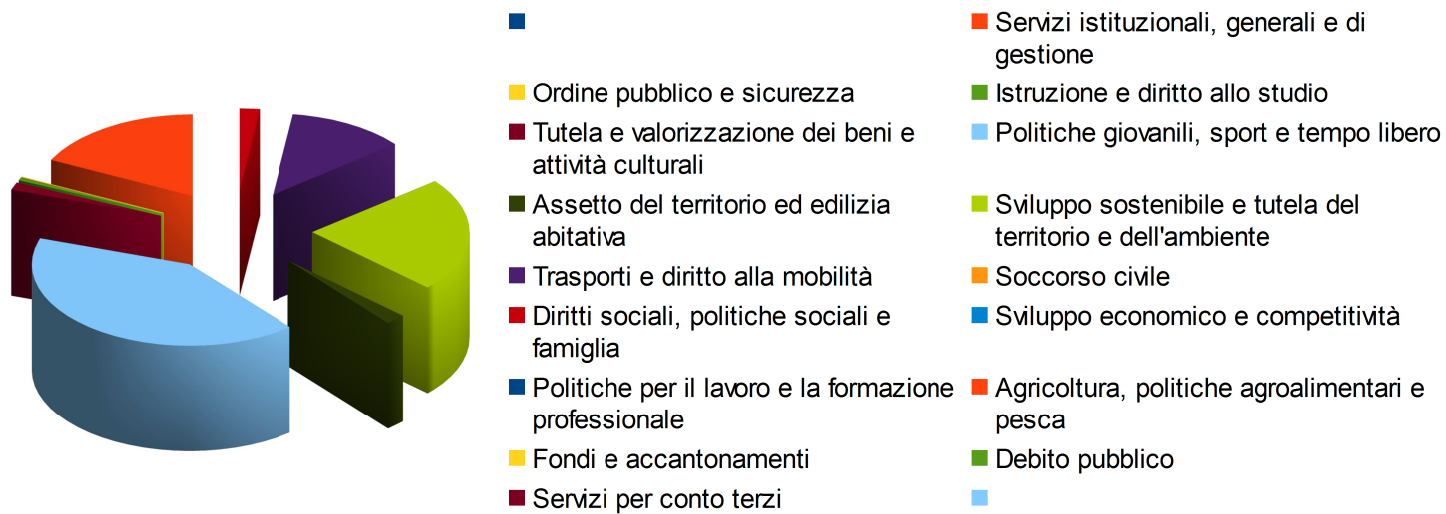 Servizi istituzionali, generali e di
gestione
Ordine pubblico e sicurezza
Istruzione e diritto allo studio
Tutela e valorizzazione dei beni e
attività culturali
Politiche giovanili, sport e tempo libero
Assetto del territorio ed edilizia
abitativa
Sviluppo sostenibile e tutela del
territorio e dell'ambiente
Trasporti e diritto alla mobilità
Soccorso civile
Diritti sociali, politiche sociali e
famiglia
Sviluppo economico e competitività
Politiche per il lavoro e la formazione
professionale
Agricoltura, politiche agroalimentari e
pesca
Fondi e accantonamenti
Debito pubblico
Servizi per conto terzi